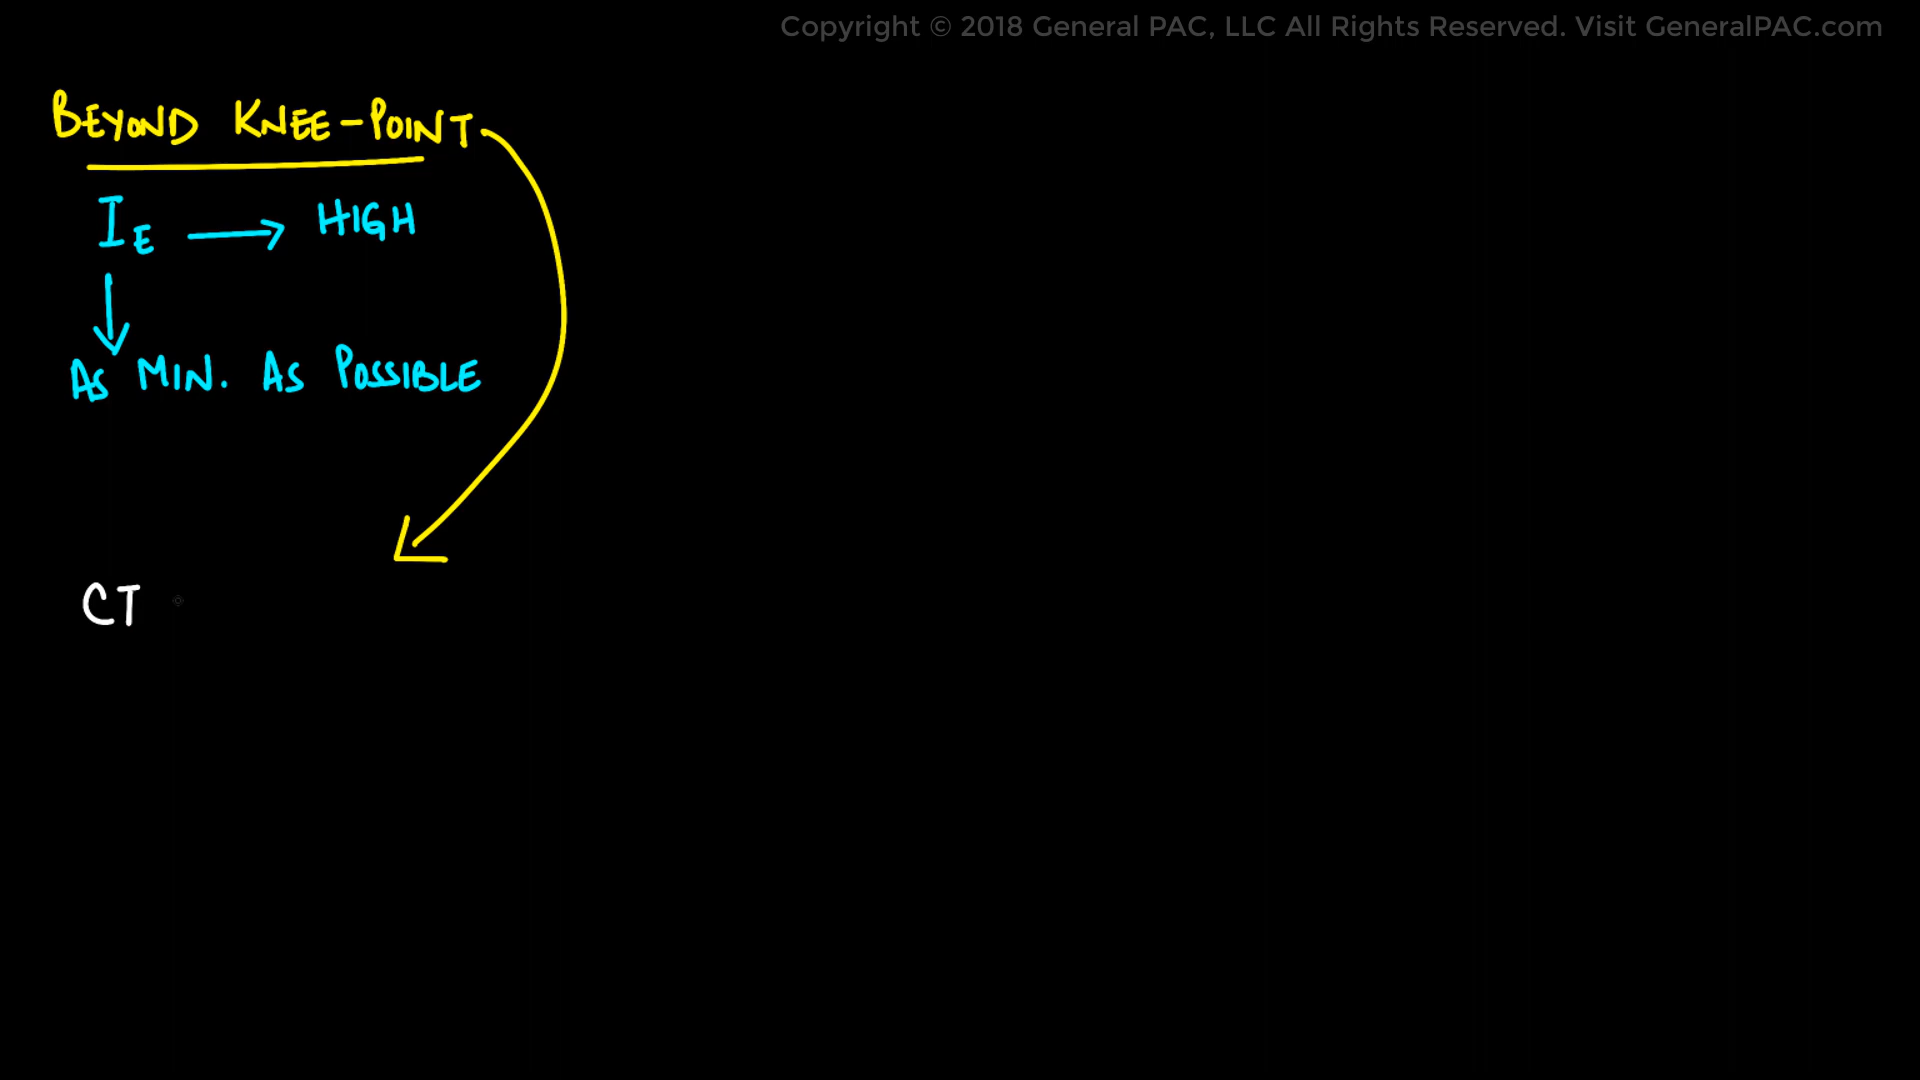 Copyright © 2018 General PAC, LLC All Rights Reserved. Visit GeneralPAC.com
BEYOND KNEE-POINT
IE → HIGH
↓
AS MIN. AS POSSIBLE
CT